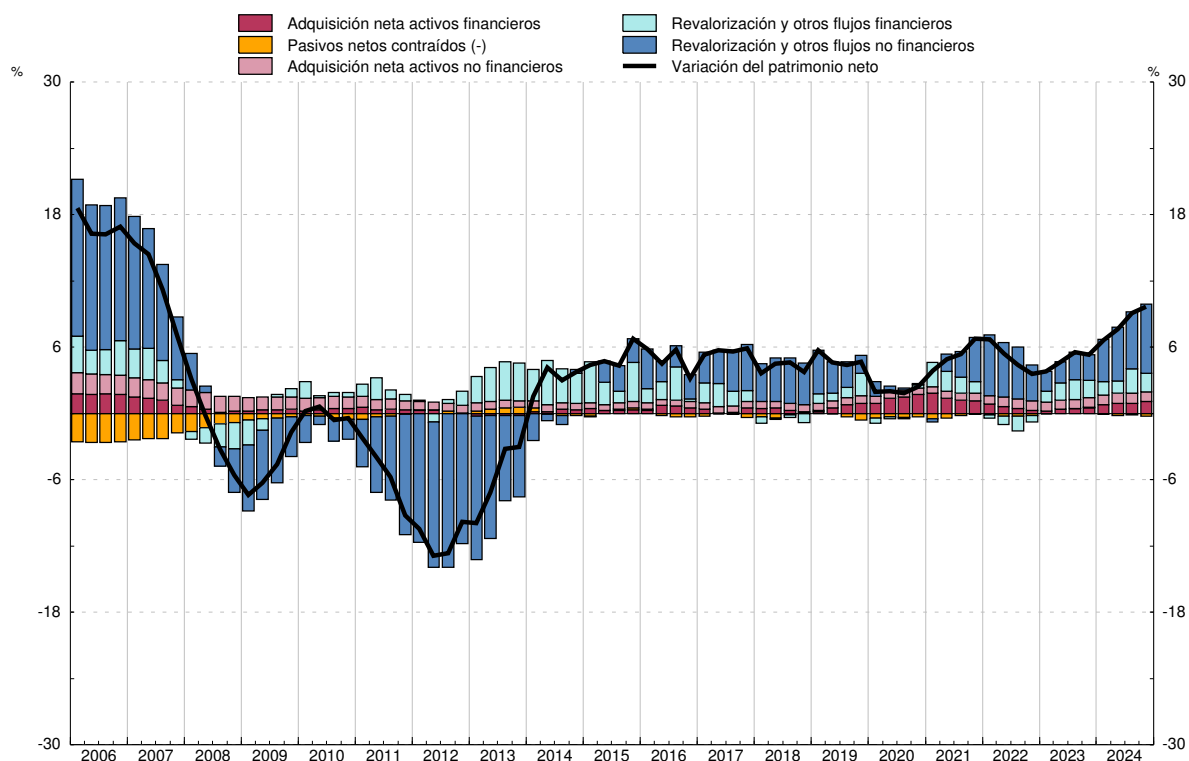 Adquisición neta activos financieros
Pasivos netos contraídos (-)
Adquisición neta activos no financieros
Revalorización y otros flujos financieros
Revalorización y otros flujos no financieros
Variación del patrimonio neto
% %
30 30
18 18
6 6
-6 -6
-18 -18
-30 -30
2006 2007 2008 2009 2010 2011 2012 2013 2014 2015 2016 2017 2018 2019 2020 2021 2022 2023 2024